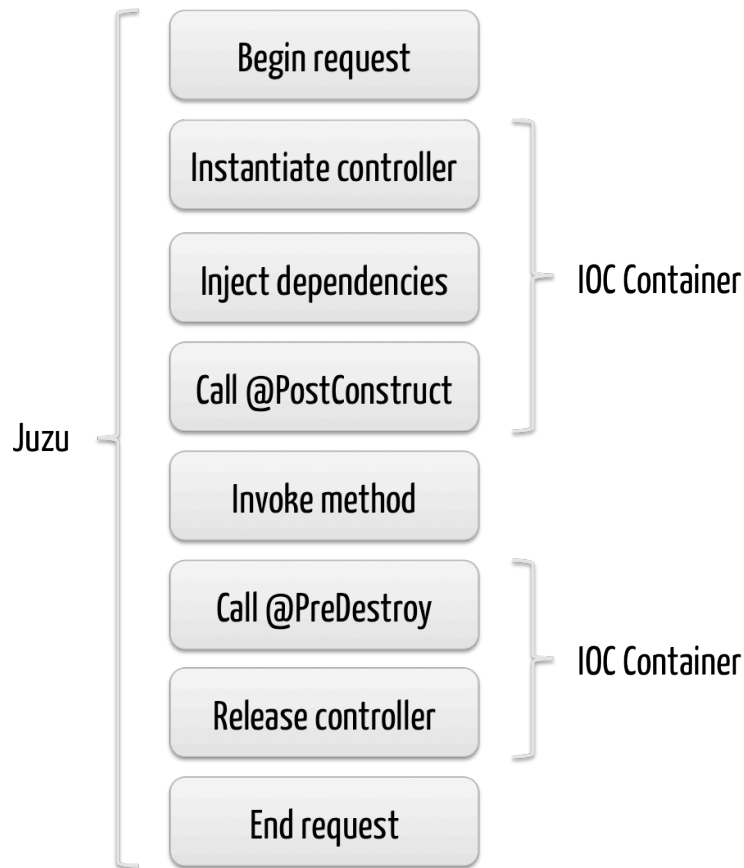 Begin request
Instantiate controller
Inject dependencies
IOC Container
Call @PostConstruct
Juzu
Invoke method
Call @PreDestroy
IOC Container
Release controller
End request